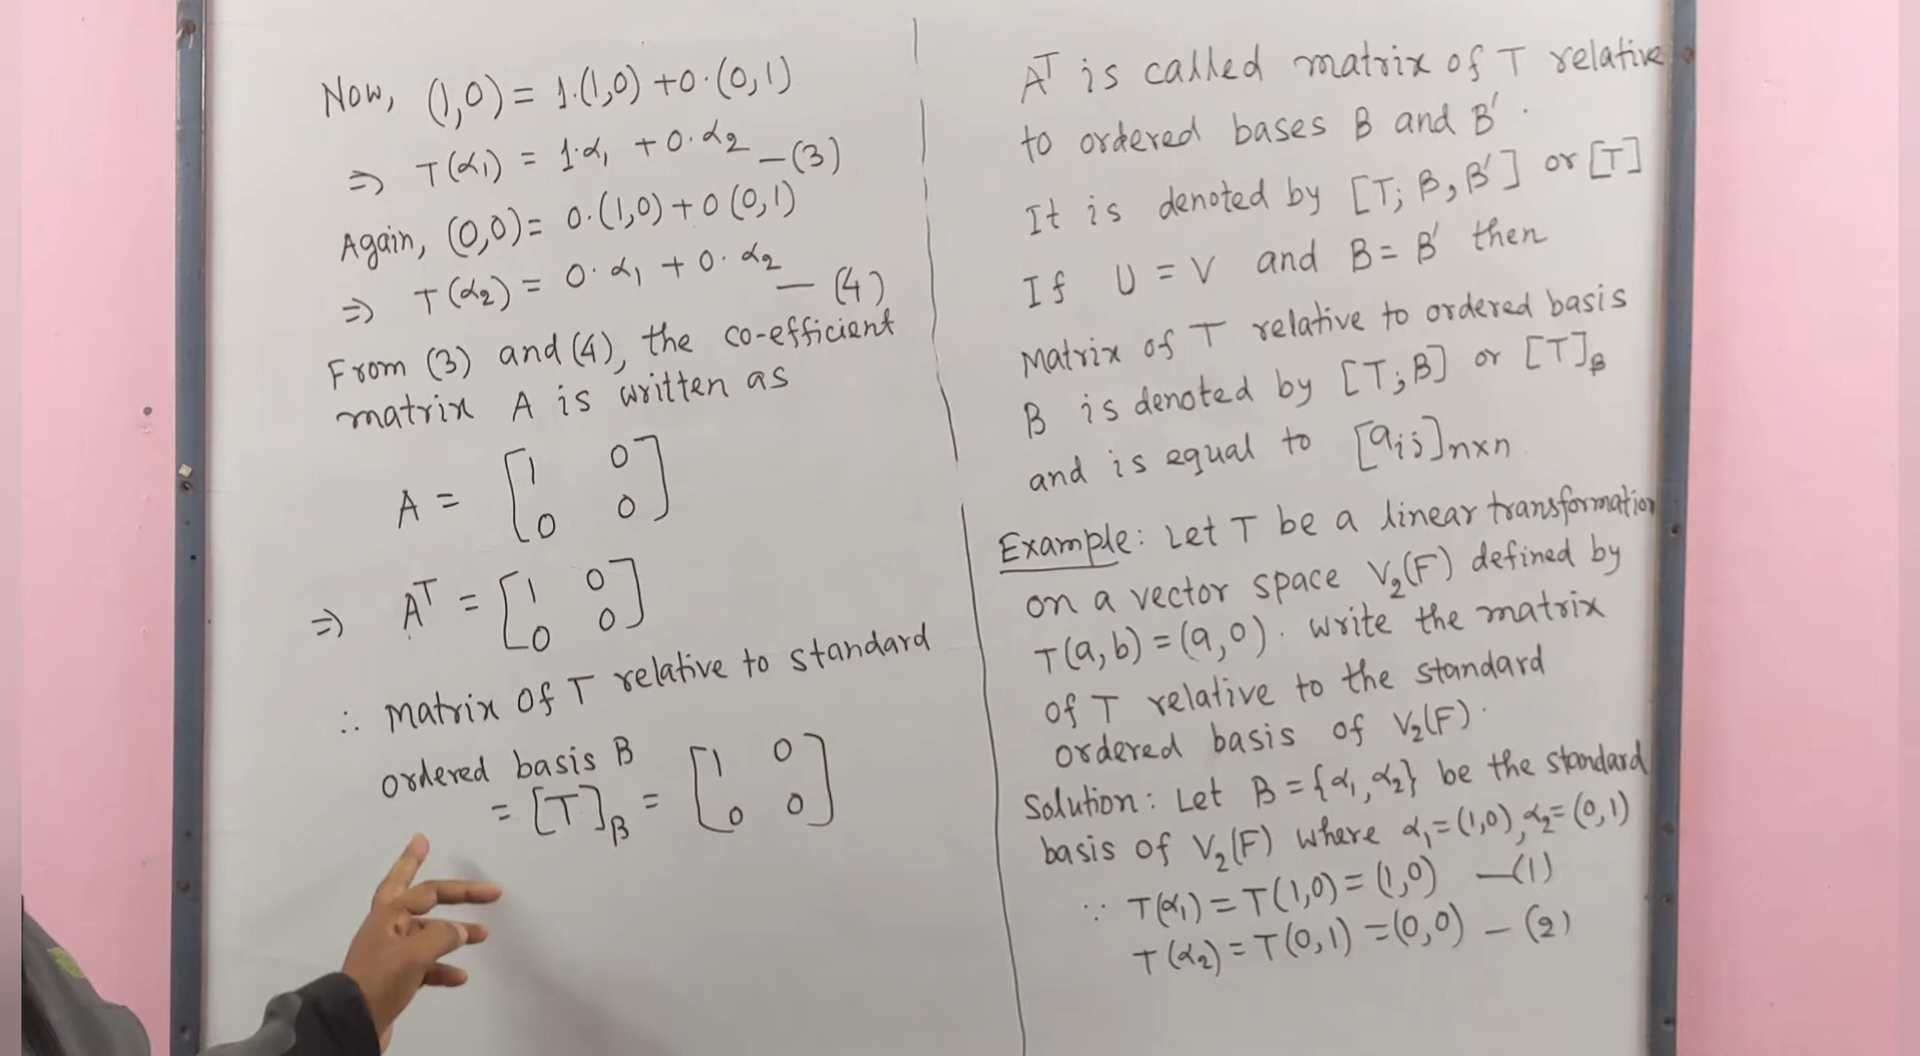 Now, (1,0) = 1.(1,0) + 0.(0,1)
⇒ T(α₁) = 1.α₁ + 0.α₂ —(3)
Again, (0,0) = 0.(1,0) + 0(0,1)
⇒ T(α₂) = 0.α₁ + 0.α₂ —(4)
From (3) and (4), the co-efficient
matrix A is written as
A = [1 0
0 0]
⇒ Aᵀ = [1 0
0 0]
∴ Matrix of T relative to standard
ordered basis B
= [T]_B = [1 0
0 0]
Aᵀ is called matrix of T relative
to ordered bases B and B′.
It is denoted by [T; B, B′] or [T]
If U = V and B = B′ then
Matrix of T relative to ordered basis
B is denoted by [T; B] or [T]_B
and is equal to [aᵢⱼ]ₙₓₙ
Example: Let T be a linear transformation
on a vector space V₂(F) defined by
T(a,b) = (a,0). Write the matrix
of T relative to the standard
ordered basis of V₂(F).
Solution: Let B = {α₁, α₂} be the standard
basis of V₂(F) where α₁=(1,0), α₂=(0,1)
∵ T(α₁) = T(1,0) = (1,0) —(1)
T(α₂) = T(0,1) = (0,0) —(2)